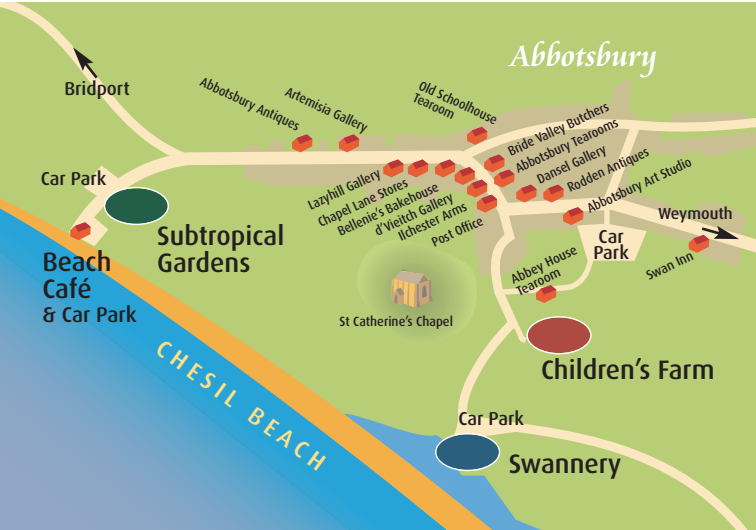 Abbotsbury
Bridport
Abbotsbury Antiques
Artemisia Gallery
Old Schoolhouse
Tearoom
Bride Valley Butchers
Abbotsbury Tearooms
Dansel Gallery
Rodden Antiques
Abbotsbury Art Studio
Lazyhill Gallery
Chapel Lane Stores
Bellenie's Bakehouse
d'Vieitch Gallery
Ilchester Arms
Post Office
Car Park
Subtropical
Gardens
Beach
Café
& Car Park
Weymouth
Car
Park
Swan Inn
Abbey House
Tearoom
St Catherine's Chapel
Children's Farm
CHESIL BEACH
Car Park
Swannery